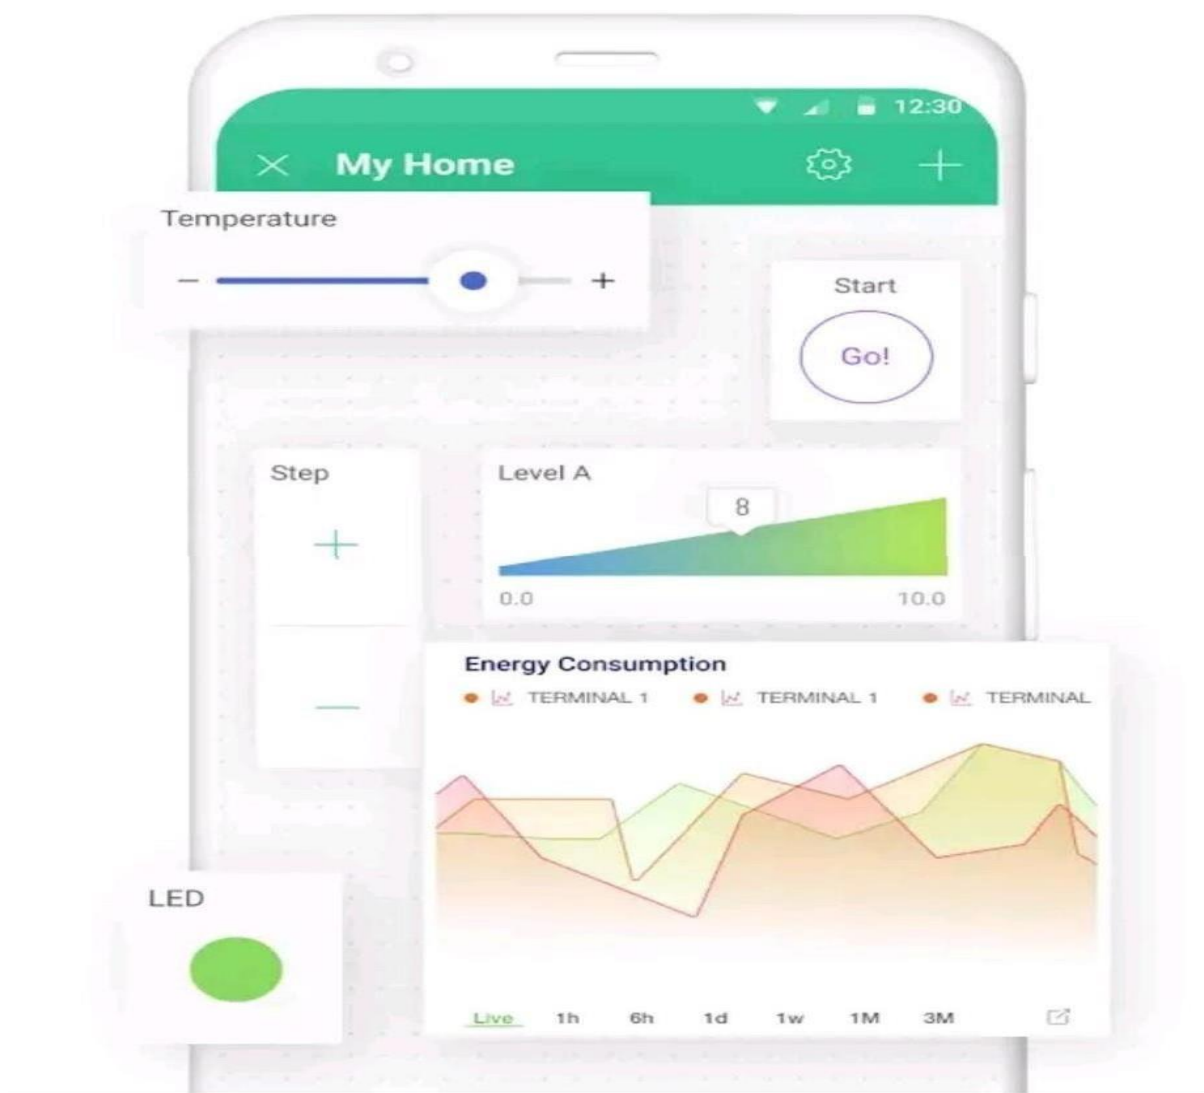 12:30
My Home
Temperature
− +
Start
Go!
Step
+
−
Level A
8
0.0 10.0
Energy Consumption
TERMINAL 1 TERMINAL 1 TERMINAL
LED
Live 1h 6h 1d 1w 1M 3M